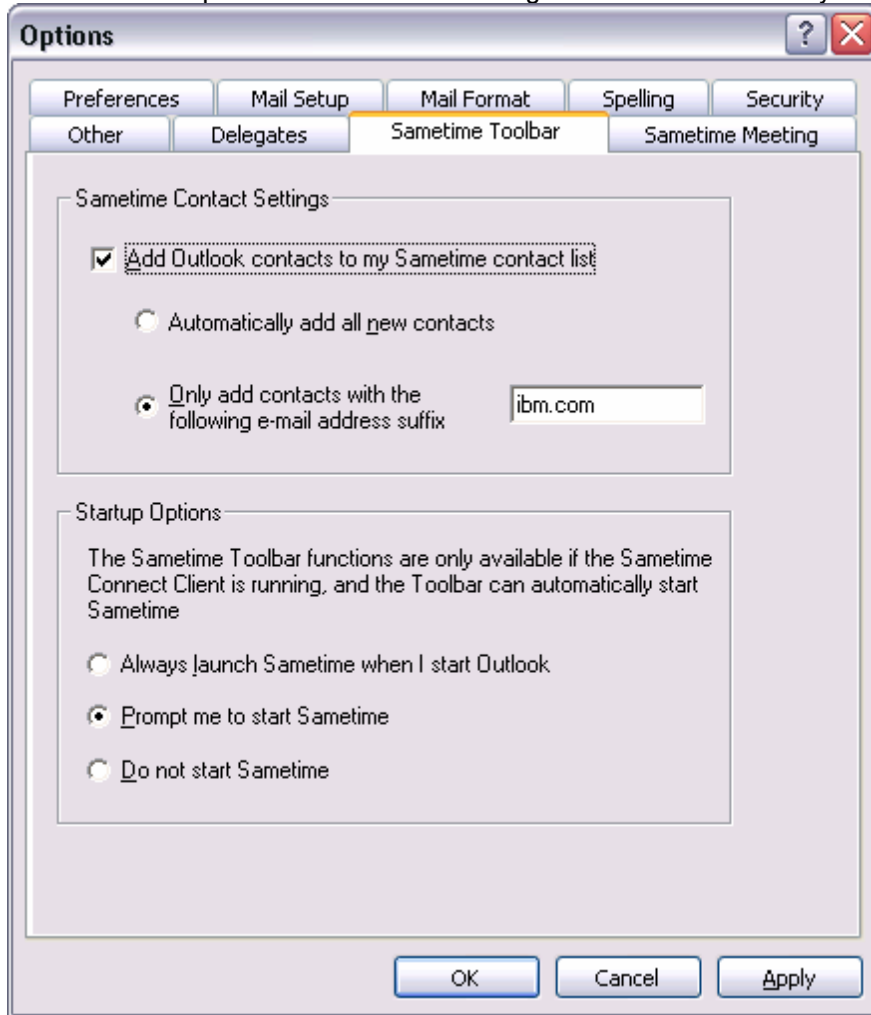 Options
Preferences Mail Setup Mail Format Spelling Security
Other Delegates Sametime Toolbar Sametime Meeting
Sametime Contact Settings
Add Outlook contacts to my Sametime contact list
Automatically add all new contacts
Only add contacts with the
following e-mail address suffix
ibm.com
Startup Options
The Sametime Toolbar functions are only available if the Sametime
Connect Client is running, and the Toolbar can automatically start
Sametime
Always launch Sametime when I start Outlook
Prompt me to start Sametime
Do not start Sametime
OK Cancel Apply